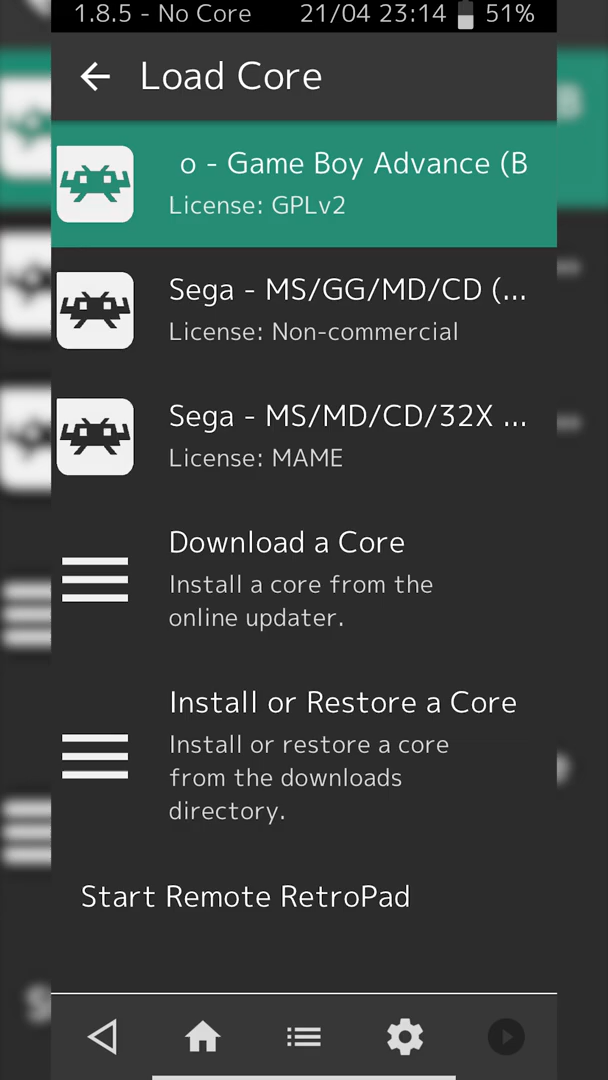 1.8.5 - No Core 21/04 23:14 51%
Load Core
o - Game Boy Advance (B
License: GPLv2
Sega - MS/GG/MD/CD (...
License: Non-commercial
Sega - MS/MD/CD/32X ...
License: MAME
Download a Core
Install a core from the
online updater.
Install or Restore a Core
Install or restore a core
from the downloads
directory.
Start Remote RetroPad